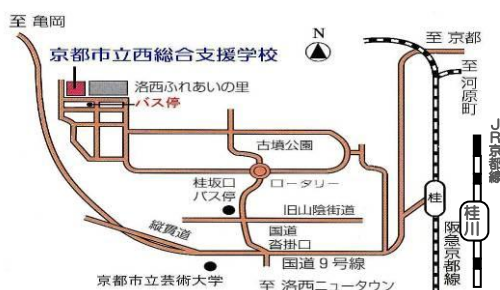 至 亀岡
N
至 京都
京都市立西総合支援学校
至
河原町
洛西ふれあいの里
バス停
JR京都線
古墳公園
桂坂口
バス停
ロータリー
桂
桂川
旧山陰街道
縦貫道
国道
沓掛口
阪急京都線
国道9号線
京都市立芸術大学
至 洛西ニュータウン